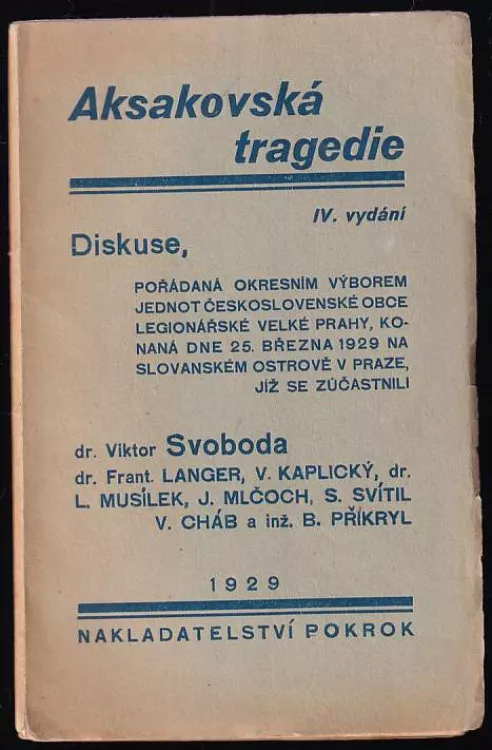 Aksakovská
tragedie
IV. vydání
Diskuse,
POŘÁDANÁ OKRESNÍM VÝBOREM
JEDNOT ČESKOSLOVENSKÉ OBCE
LEGIONÁŘSKÉ VELKÉ PRAHY, KO-
NANÁ DNE 25. BŘEZNA 1929 NA
SLOVANSKÉM OSTROVĚ V PRAZE,
JÍŽ SE ZÚČASTNILI
dr. Viktor Svoboda
dr. Frant. LANGER, V. KAPLICKÝ, dr.
L. MUSÍLEK, J. MLČOCH, S. SVÍTIL
V. CHÁB a inž. B. PŘIKRYL
1929
NAKLADATELSTVÍ POKROK